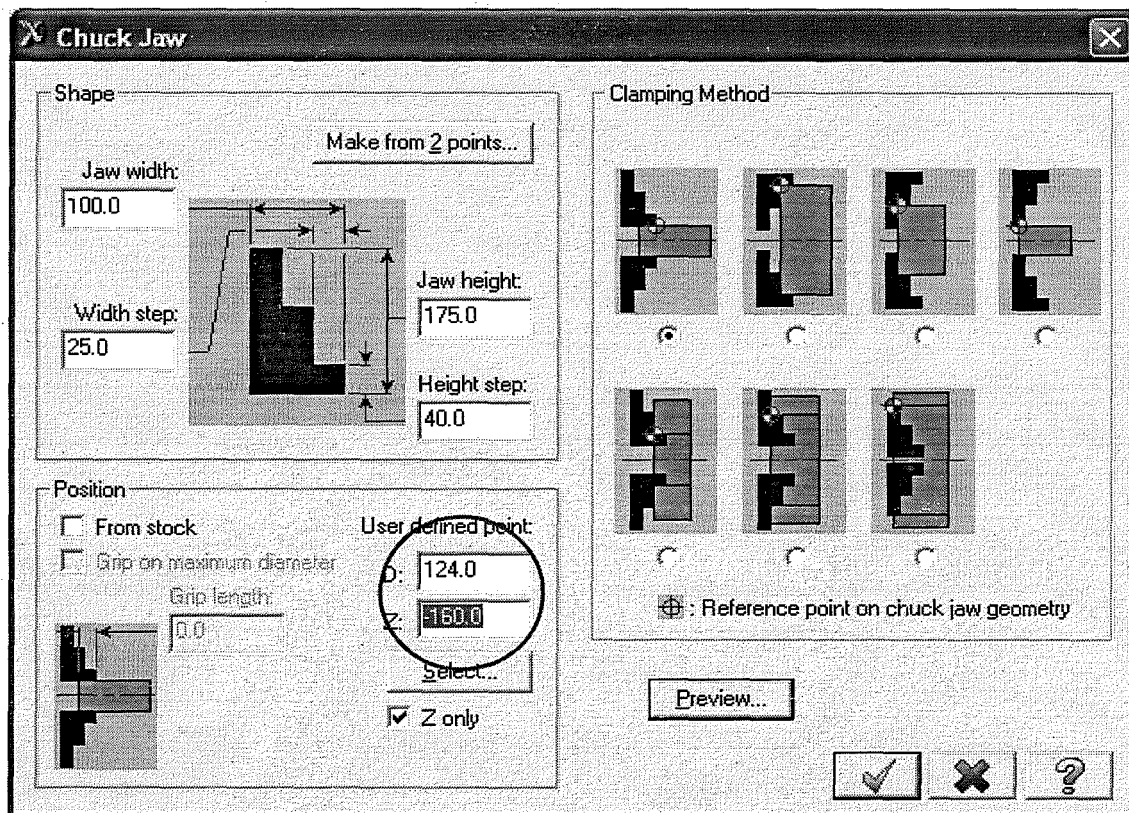 Chuck Jaw
Shape
Make from 2 points...
Jaw width:
100.0
Jaw height:
175.0
Width step:
25.0
Height step:
40.0
Position
From stock
Grip on maximum diameter
Grip length:
0.0
User defined point:
D: 124.0
Z: -160.0
Select...
Z only
Clamping Method
: Reference point on chuck jaw geometry
Preview...